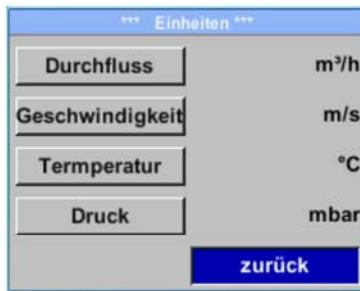 *** Einheiten ***
Durchfluss m³/h
Geschwindigkeit m/s
Termperatur °C
Druck mbar
zurück